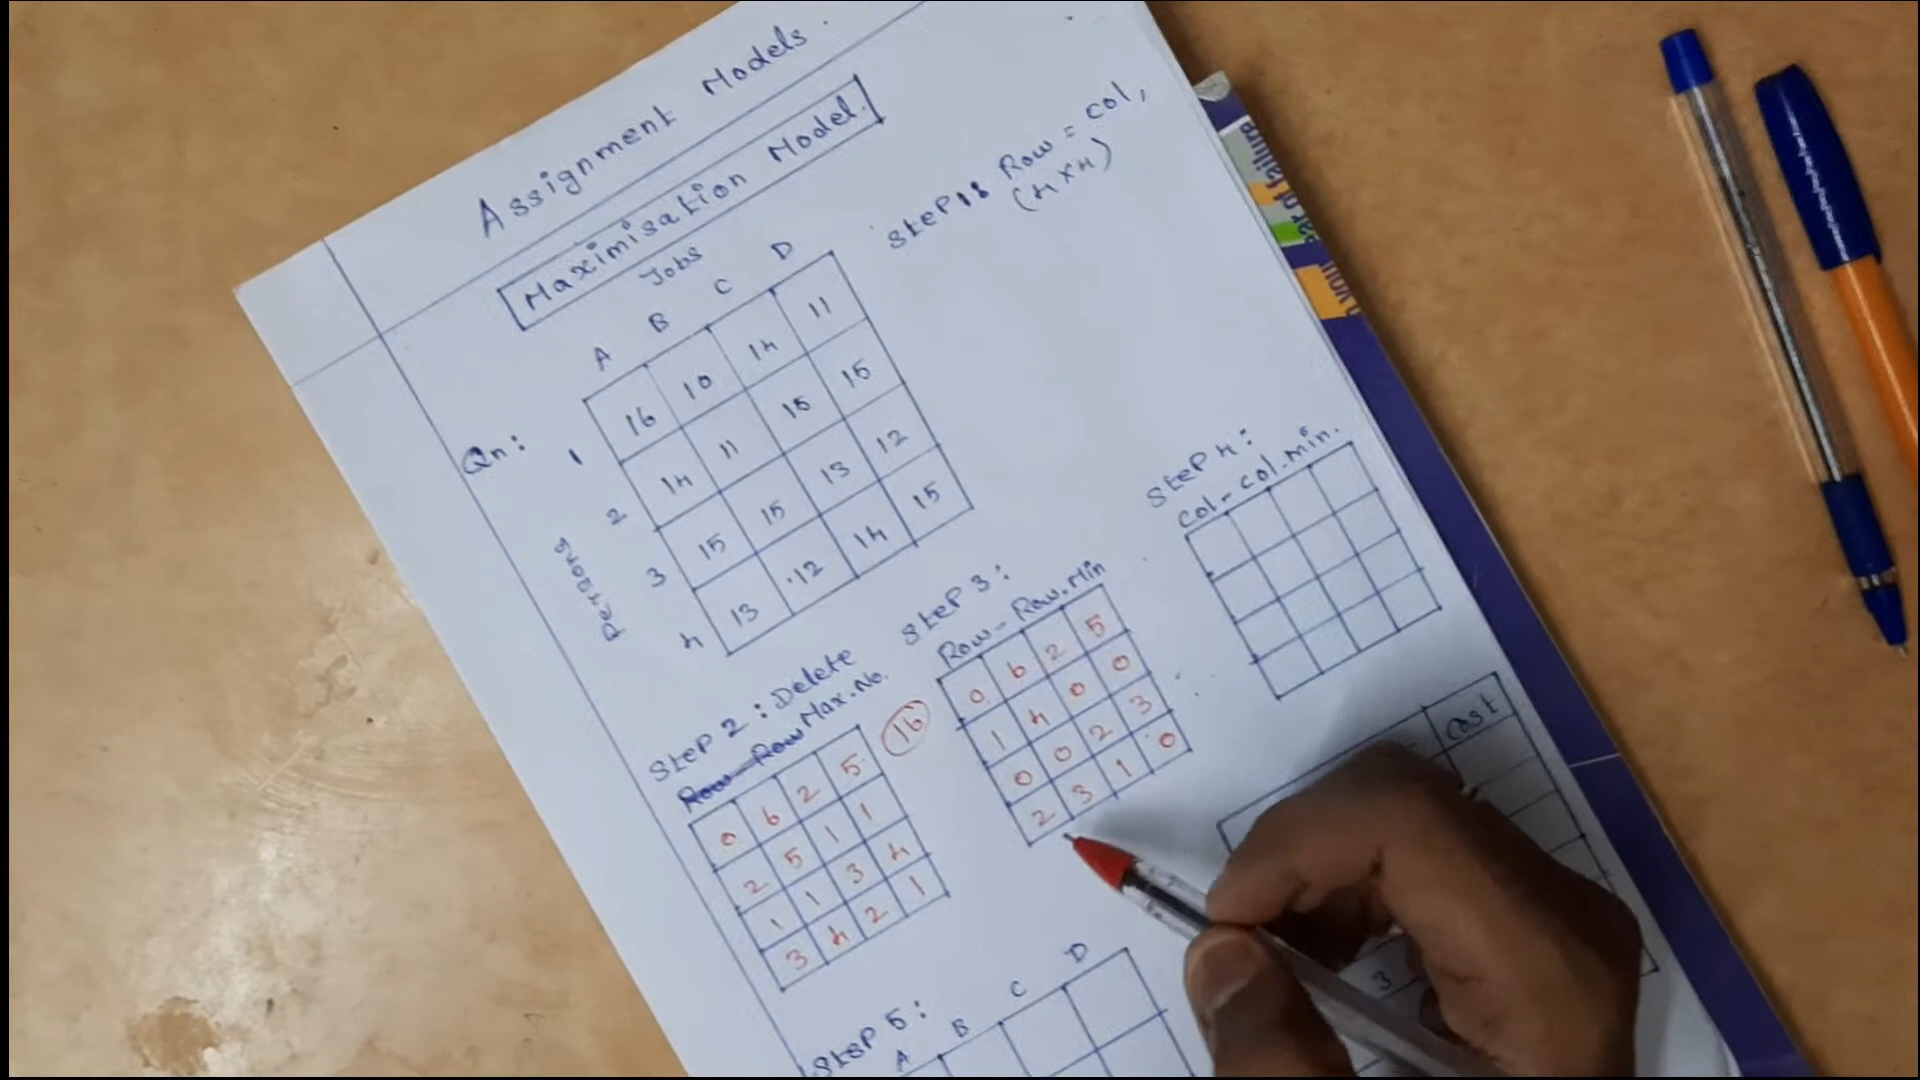 Assignment Models.
Maximisation Model.
Jobs
A B C D
Qn:
Persons
1 16 10 14 11
2 14 11 15 15
3 15 15 13 12
4 13 12 14 15
Step 1: Row = Col,
(4x4)
Step 2: Delete
Max.No.
16
0 6 2 5
2 5 1 1
1 1 3 4
3 4 2 1
Step 3:
Row - Row.Min
0 6 2 5
1 4 0 0
0 0 2 3
2 3 1 0
Step 4:
Col - Col.Min.
Cost
3
Step 5:
A B C D
of failure